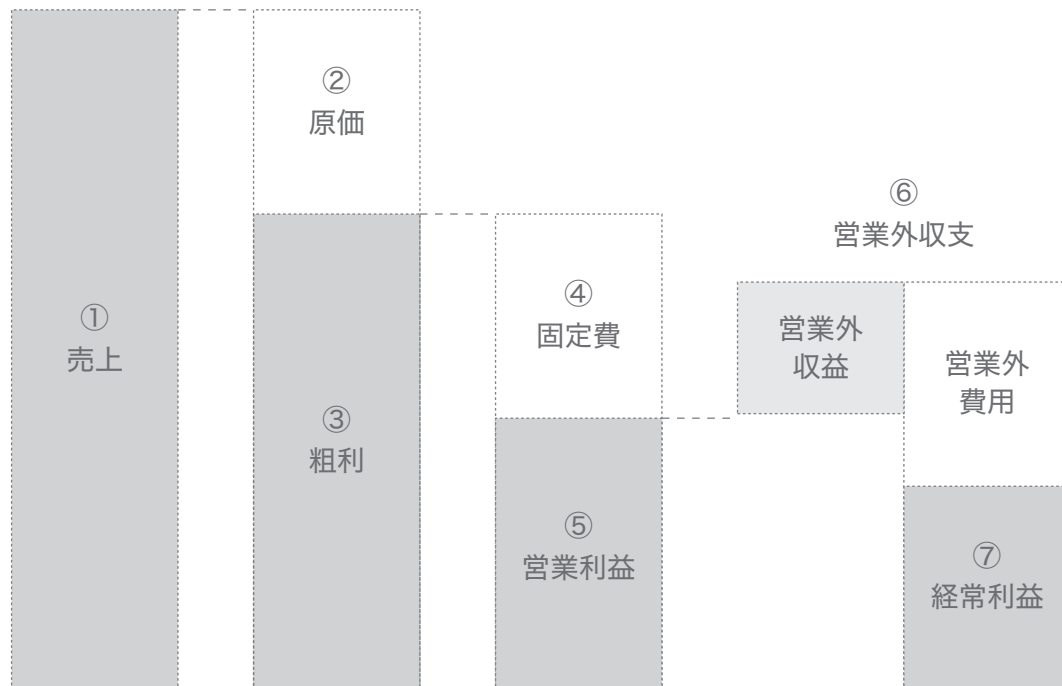 ①
売上
②
原価
③
粗利
④
固定費
⑤
営業利益
⑥
営業外収支
営業外
収益
営業外
費用
⑦
経常利益